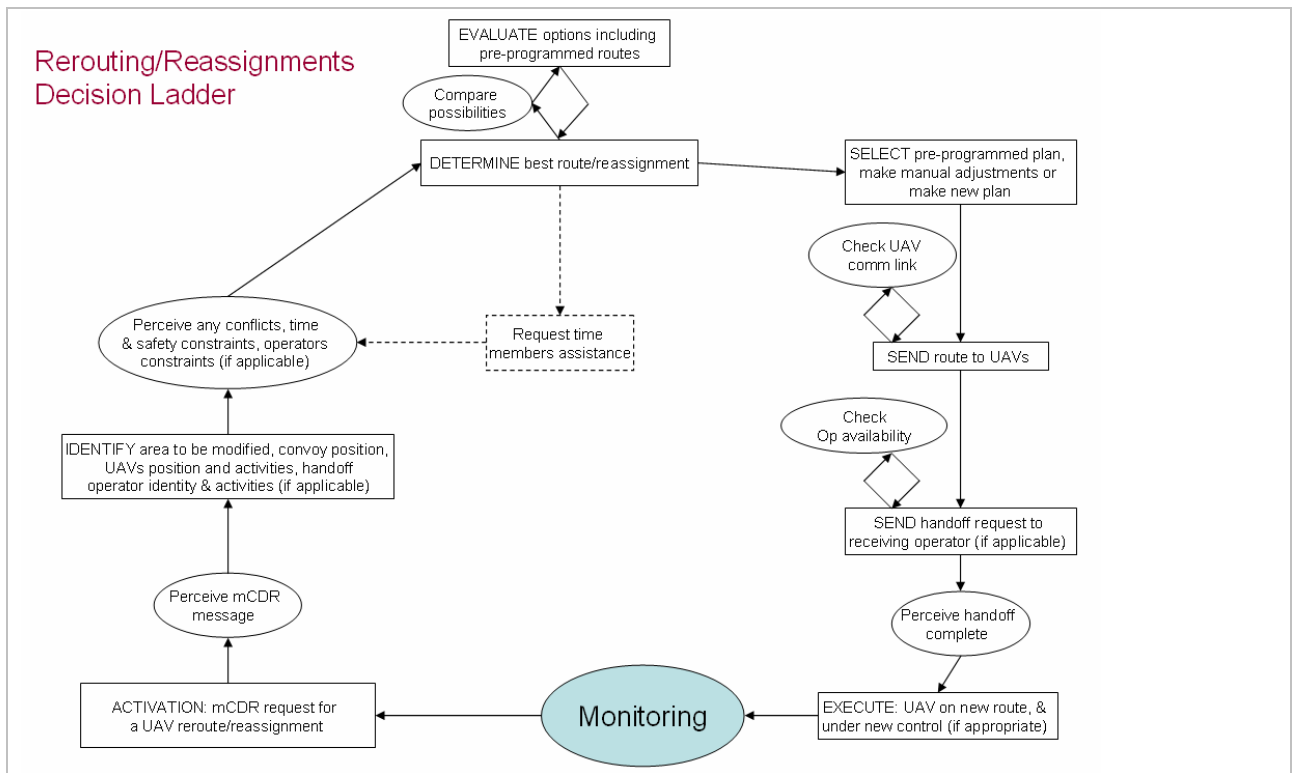 Rerouting/Reassignments
Decision Ladder
EVALUATE options including
pre-programmed routes
Compare
possibilities
DETERMINE best route/reassignment
SELECT pre-programmed plan,
make manual adjustments or
make new plan
Check UAV
comm link
SEND route to UAVs
Check
Op availability
SEND handoff request to
receiving operator (if applicable)
Perceive handoff
complete
EXECUTE: UAV on new route, &
under new control (if appropriate)
Monitoring
ACTIVATION: mCDR request for
a UAV reroute/reassignment
Perceive mCDR
message
IDENTIFY area to be modified, convoy position,
UAVs position and activities, handoff
operator identity & activities (if applicable)
Perceive any conflicts, time
& safety constraints, operators
constraints (if applicable)
Request time
members assistance